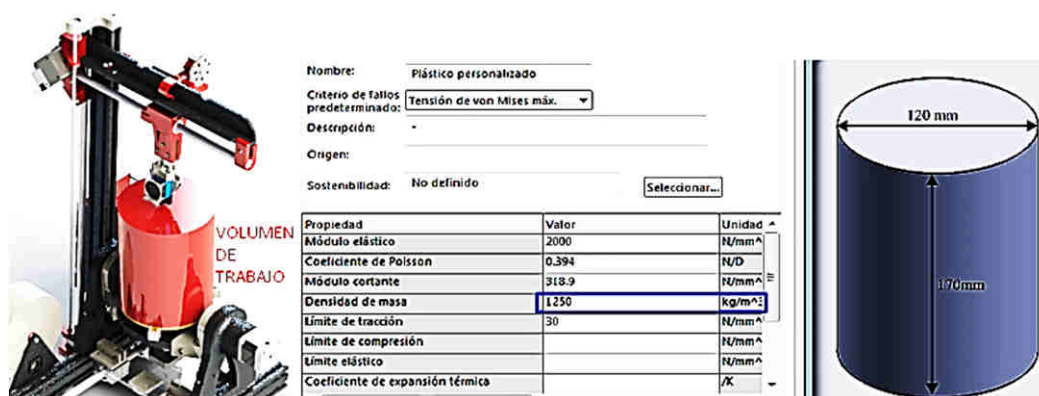 VOLUMEN
DE
TRABAJO
Nombre: Plástico personalizado
Criterio de fallos
predeterminado: Tensión de von Mises máx.
Descripción: -
Origen:
Sostenibilidad: No definido Seleccionar...
Propiedad Valor Unidad
Módulo elástico 2000 N/mm^
Coeficiente de Poisson 0.394 N/D
Módulo cortante 318.9 N/mm^
Densidad de masa 1250 kg/m^3
Límite de tracción 30 N/mm^
Límite de compresión N/mm^
Límite elástico N/mm^
Coeficiente de expansión térmica /K
120 mm
170mm